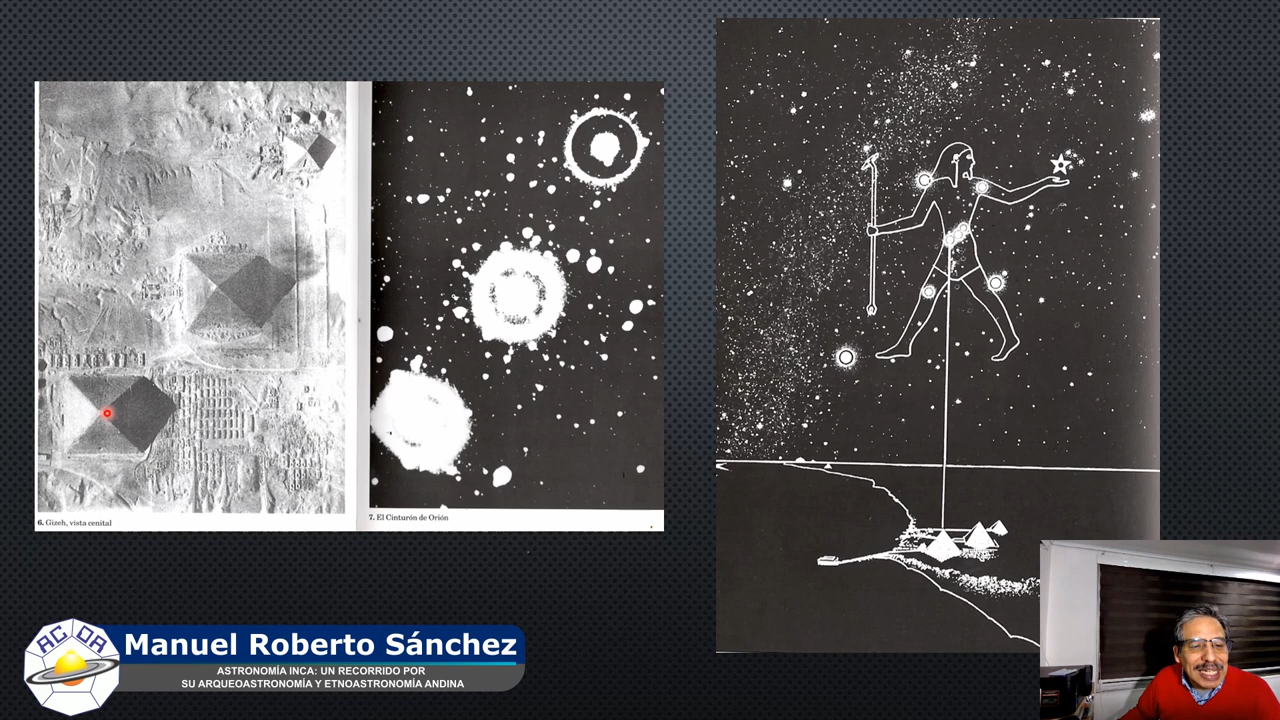 6. Gizeh, vista cenital
7. El Cinturón de Orión
ACDA
Manuel Roberto Sánchez
ASTRONOMÍA INCA: UN RECORRIDO POR
SU ARQUEOASTRONOMÍA Y ETNOASTRONOMÍA ANDINA